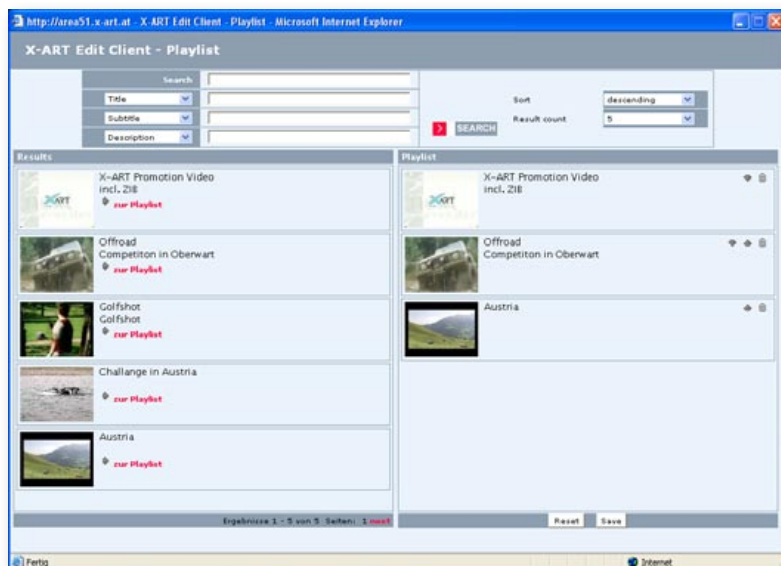 http://area51.x-art.at - X-ART Edit Client - Playlist - Microsoft Internet Explorer
X-ART Edit Client - Playlist
Search
Title
Subtitle
Description
Sort
descending
Result count
5
SEARCH
Results
X-ART Promotion Video
incl. ZIB
zur Playlist
Offroad
Competiton in Oberwart
zur Playlist
Golfshot
Golfshot
zur Playlist
Challange in Austria
zur Playlist
Austria
zur Playlist
Ergebnisse 1 - 5 von 5 Seiten: 1 next
Playlist
X-ART Promotion Video
incl. ZIB
Offroad
Competiton in Oberwart
Austria
Reset
Save
Fertig
Internet